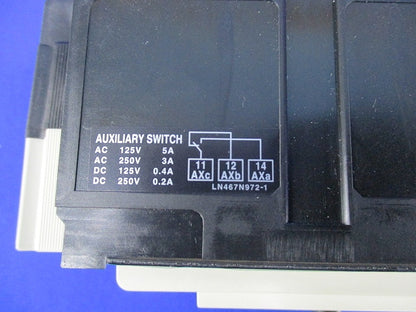 AUXILIARY SWITCH
AC 125V 5A
AC 250V 3A
DC 125V 0.4A
DC 250V 0.2A
11 12 14
AXc AXb AXa
LN467N972-1